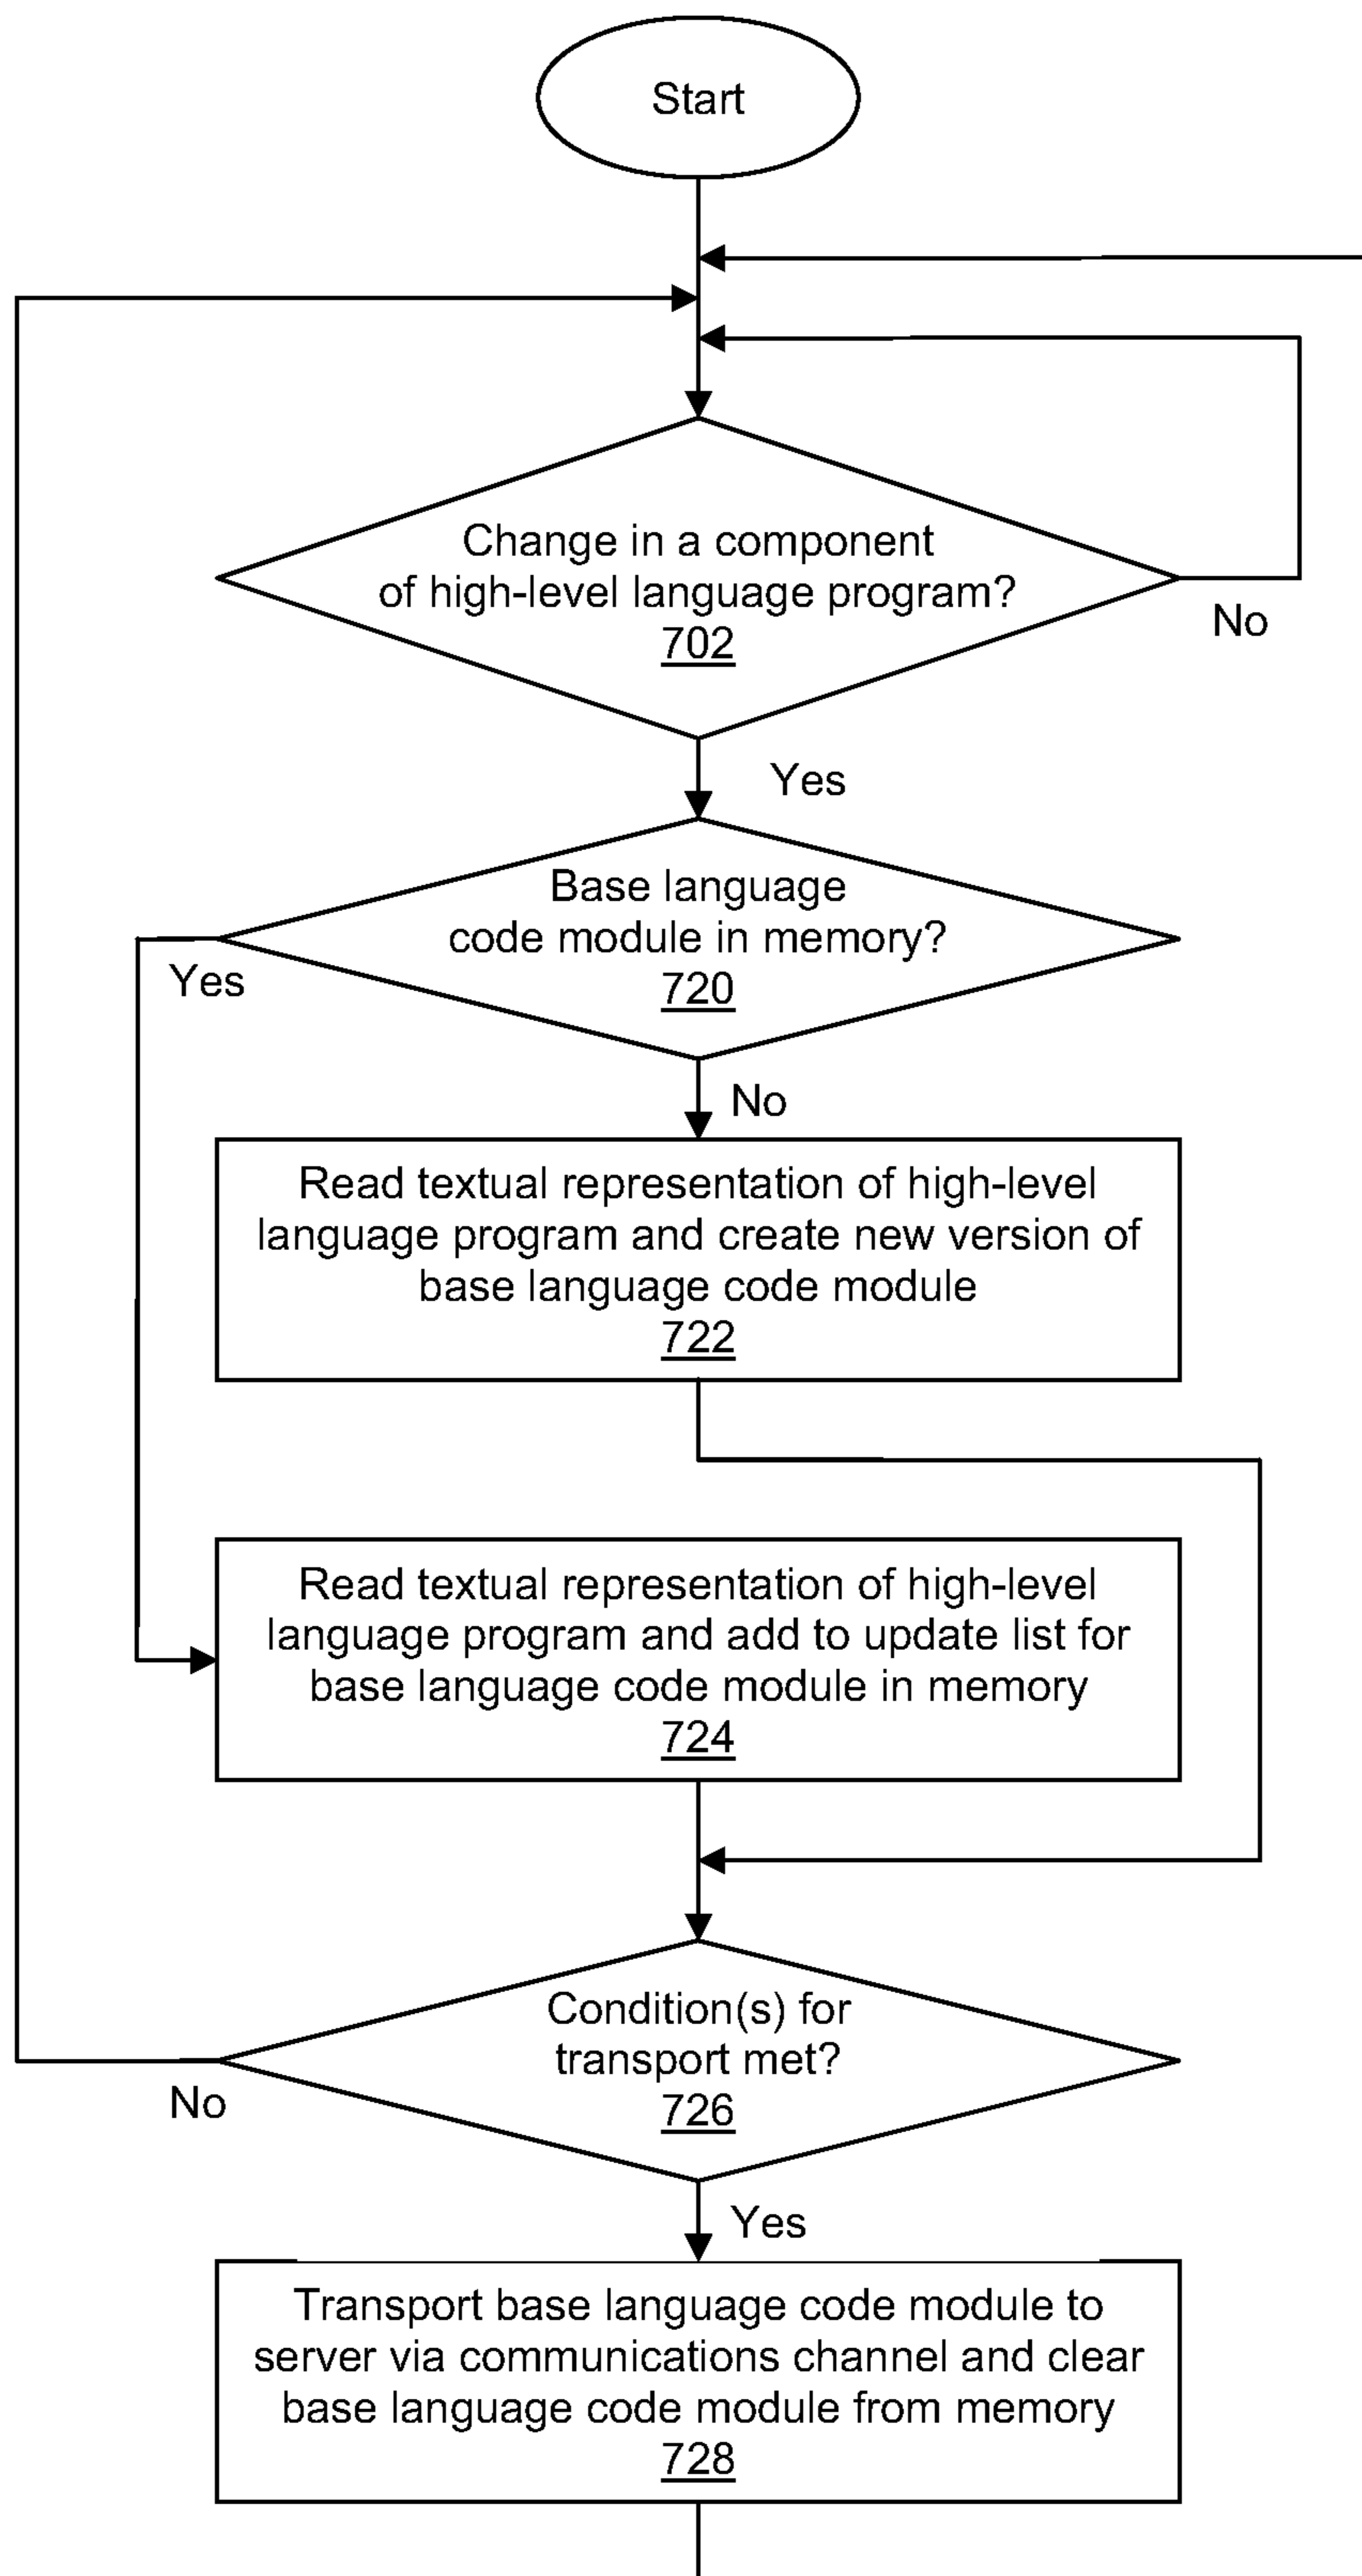 Start
Change in a component
of high-level language program?
702
No
Yes
Base language
code module in memory?
720
Yes
No
Read textual representation of high-level
language program and create new version of
base language code module
722
Read textual representation of high-level
language program and add to update list for
base language code module in memory
724
Condition(s) for
transport met?
726
No
Yes
Transport base language code module to
server via communications channel and clear
base language code module from memory
728